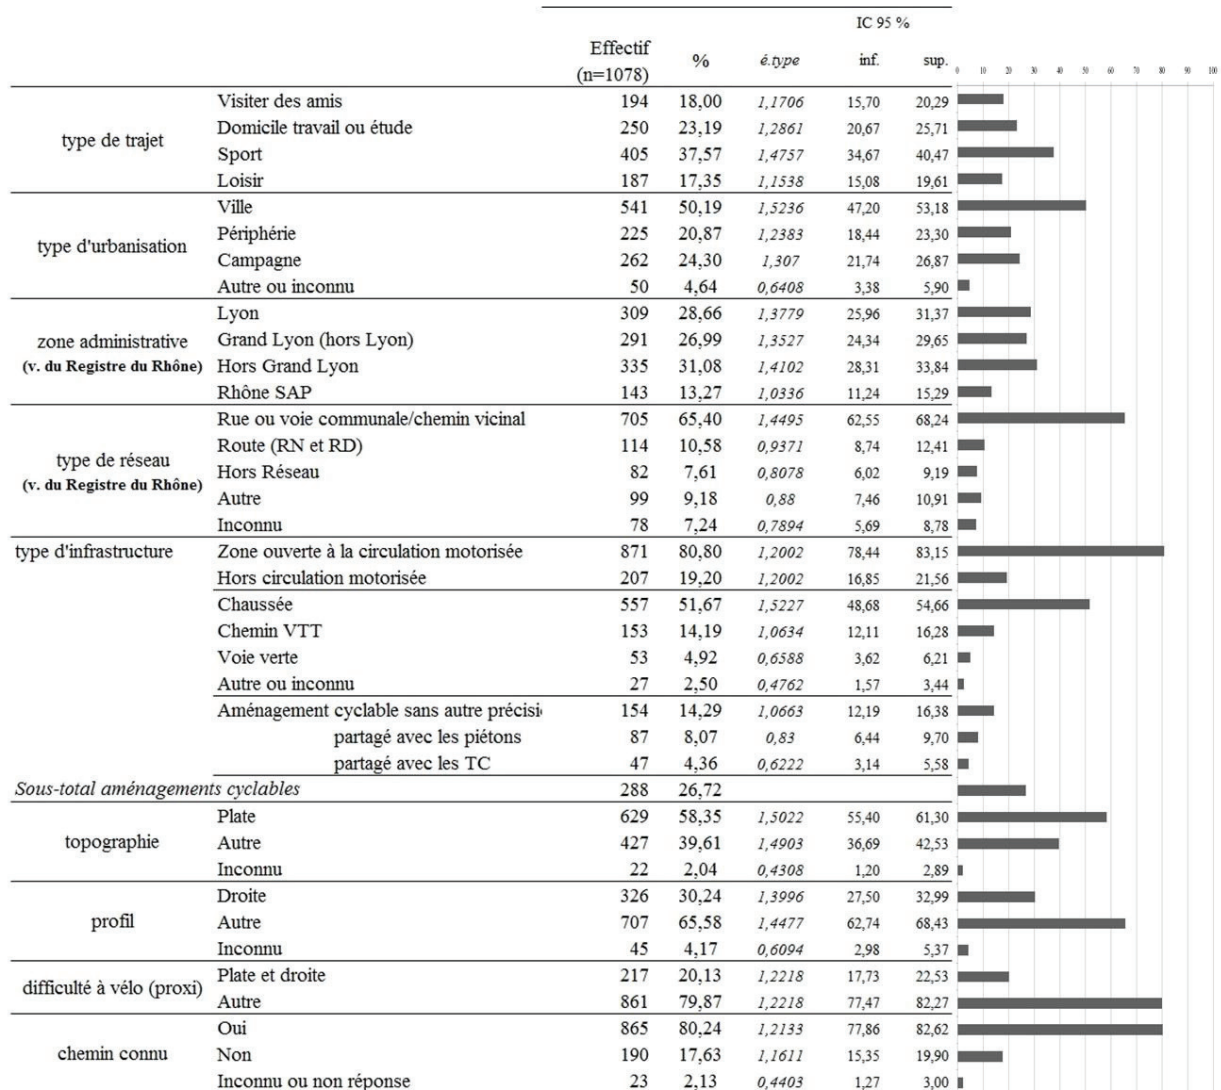 IC 95 %
Effectif (n=1078) % é.type inf. sup. 0 10 20 30 40 50 60 70 80 90 100
type de trajet
Visiter des amis 194 18,00 1,1706 15,70 20,29
Domicile travail ou étude 250 23,19 1,2861 20,67 25,71
Sport 405 37,57 1,4757 34,67 40,47
Loisir 187 17,35 1,1538 15,08 19,61
type d'urbanisation
Ville 541 50,19 1,5236 47,20 53,18
Périphérie 225 20,87 1,2383 18,44 23,30
Campagne 262 24,30 1,307 21,74 26,87
Autre ou inconnu 50 4,64 0,6408 3,38 5,90
zone administrative
(v. du Registre du Rhône)
Lyon 309 28,66 1,3779 25,96 31,37
Grand Lyon (hors Lyon) 291 26,99 1,3527 24,34 29,65
Hors Grand Lyon 335 31,08 1,4102 28,31 33,84
Rhône SAP 143 13,27 1,0336 11,24 15,29
type de réseau
(v. du Registre du Rhône)
Rue ou voie communale/chemin vicinal 705 65,40 1,4495 62,55 68,24
Route (RN et RD) 114 10,58 0,9371 8,74 12,41
Hors Réseau 82 7,61 0,8078 6,02 9,19
Autre 99 9,18 0,88 7,46 10,91
Inconnu 78 7,24 0,7894 5,69 8,78
type d'infrastructure
Zone ouverte à la circulation motorisée 871 80,80 1,2002 78,44 83,15
Hors circulation motorisée 207 19,20 1,2002 16,85 21,56
Chaussée 557 51,67 1,5227 48,68 54,66
Chemin VTT 153 14,19 1,0634 12,11 16,28
Voie verte 53 4,92 0,6588 3,62 6,21
Autre ou inconnu 27 2,50 0,4762 1,57 3,44
Aménagement cyclable sans autre précisi 154 14,29 1,0663 12,19 16,38
partagé avec les piétons 87 8,07 0,83 6,44 9,70
partagé avec les TC 47 4,36 0,6222 3,14 5,58
Sous-total aménagements cyclables 288 26,72
topographie
Plate 629 58,35 1,5022 55,40 61,30
Autre 427 39,61 1,4903 36,69 42,53
Inconnu 22 2,04 0,4308 1,20 2,89
profil
Droite 326 30,24 1,3996 27,50 32,99
Autre 707 65,58 1,4477 62,74 68,43
Inconnu 45 4,17 0,6094 2,98 5,37
difficulté à vélo (proxi)
Plate et droite 217 20,13 1,2218 17,73 22,53
Autre 861 79,87 1,2218 77,47 82,27
chemin connu
Oui 865 80,24 1,2133 77,86 82,62
Non 190 17,63 1,1611 15,35 19,90
Inconnu ou non réponse 23 2,13 0,4403 1,27 3,00